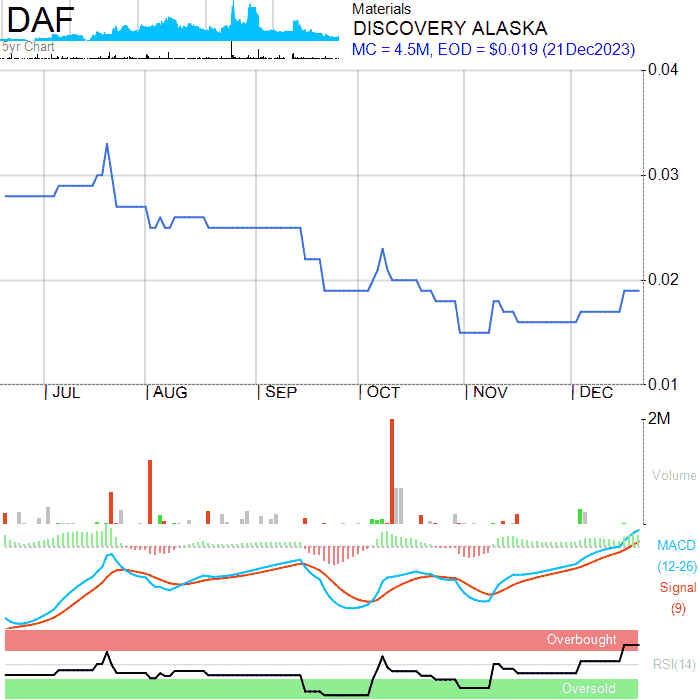 DAF
5yr Chart
Materials
DISCOVERY ALASKA
MC = 4.5M, EOD = $0.019 (21Dec2023)
0.04
0.03
0.02
0.01
JUL AUG SEP OCT NOV DEC
2M
Volume
MACD
(12-26)
Signal
(9)
Overbought
RSI(14)
Oversold